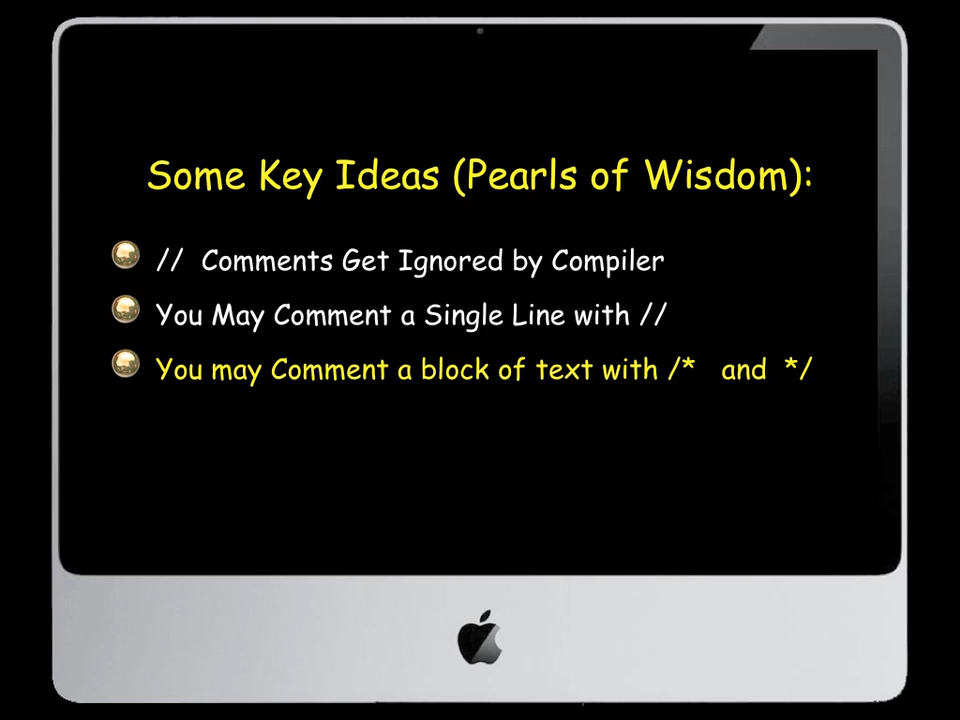 Some Key Ideas (Pearls of Wisdom):
// Comments Get Ignored by Compiler
You May Comment a Single Line with //
You may Comment a block of text with /* and */